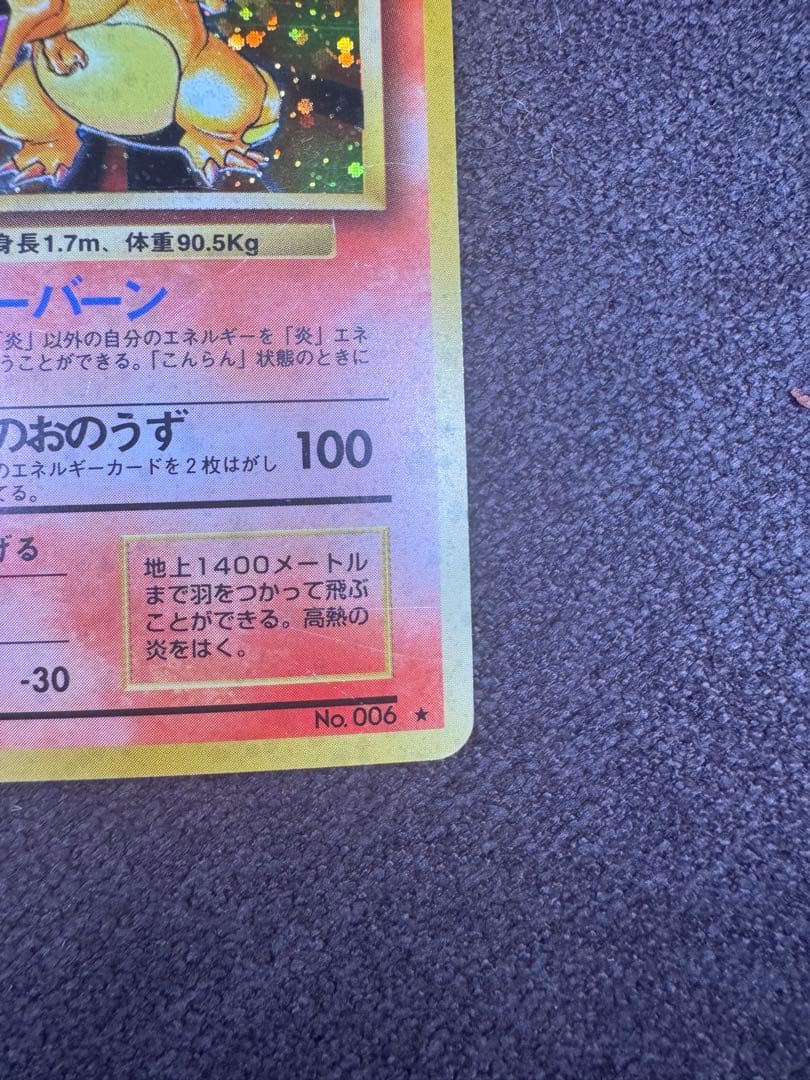 身長1.7m、体重90.5Kg
ーバーン
「炎」以外の自分のエネルギーを「炎」エネ
うことができる。「こんらん」状態のときに
のおのうず 100
のエネルギーカードを2枚はがし
てる。
げる
地上1400メートル
まで羽をつかって飛ぶ
ことができる。高熱の
炎をはく。
-30
No. 006 ★